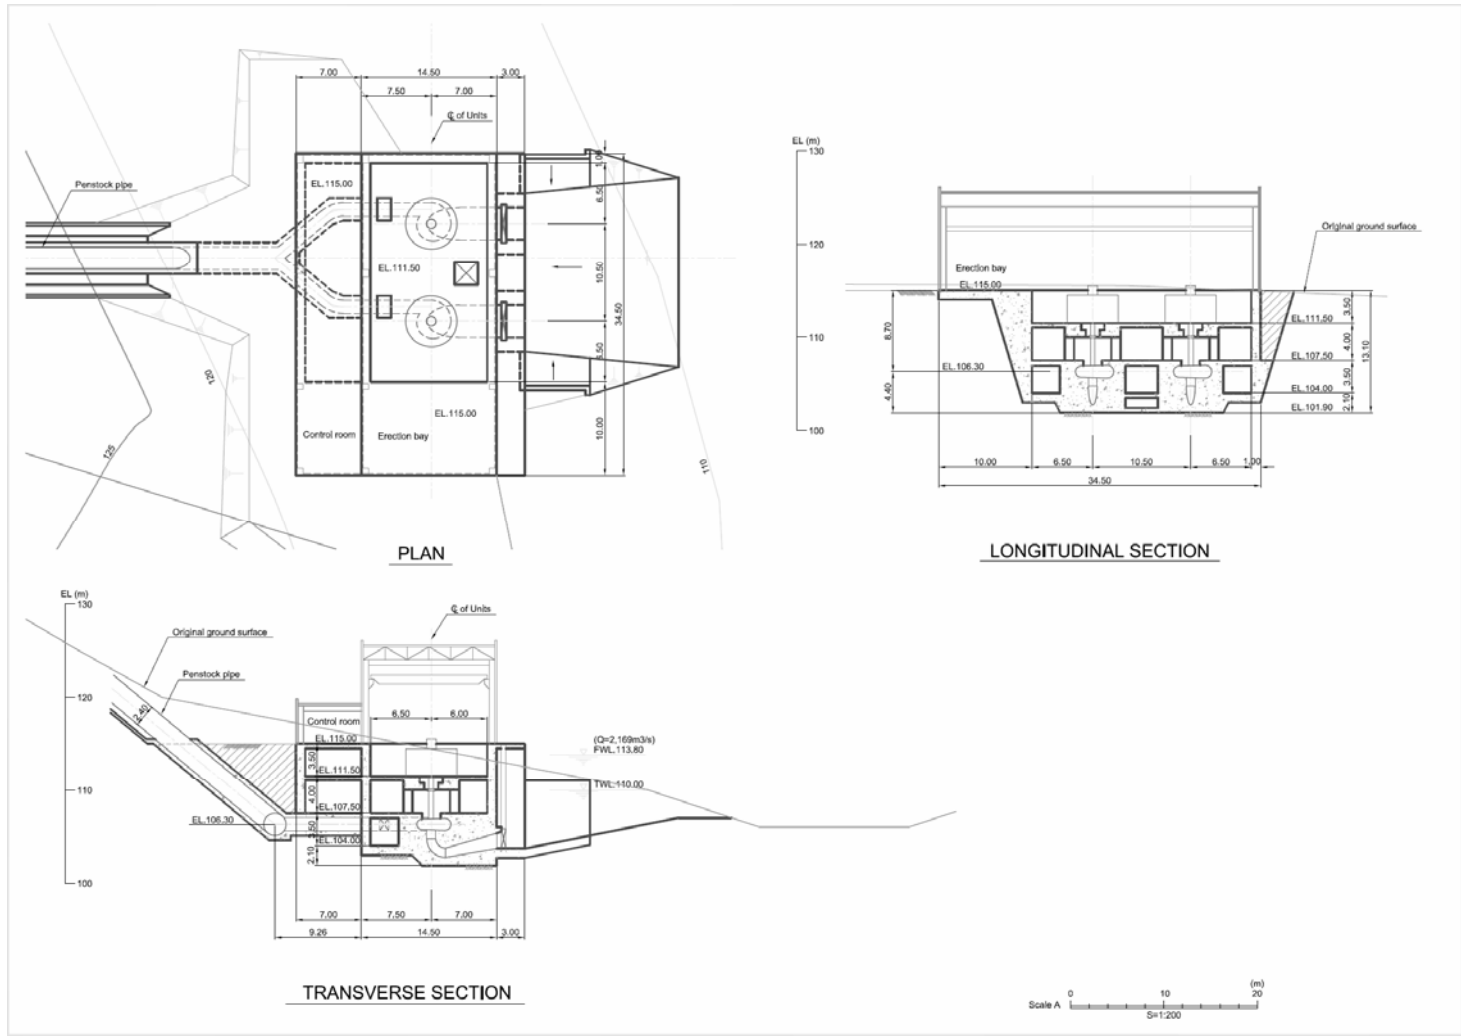 7.00
14.50
3.00
7.50
7.00
℄ of Units
1.00
EL.115.00
6.50
Penstock pipe
EL.111.50
10.50
34.50
6.50
120
EL.115.00
10.00
Control room
Erection bay
125
110
PLAN
EL (m)
130
120
110
100
Original ground surface
Erection bay
EL.115.00
3.50
EL.111.50
8.70
4.00
13.10
EL.107.50
EL.106.30
3.50
EL.104.00
4.40
2.10
EL.101.90
10.00
6.50
10.50
6.50
1.00
34.50
LONGITUDINAL SECTION
EL (m)
130
120
110
100
℄ of Units
Original ground surface
Penstock pipe
2.40
Control room
6.50
6.00
EL.115.00
3.50
EL.111.50
4.00
EL.107.50
EL.106.30
3.50
EL.104.00
2.10
(Q=2,169m3/s)
FWL.113.80
TWL.110.00
7.00
7.50
7.00
9.26
14.50
3.00
TRANSVERSE SECTION
(m)
0
10
20
Scale A
S=1:200